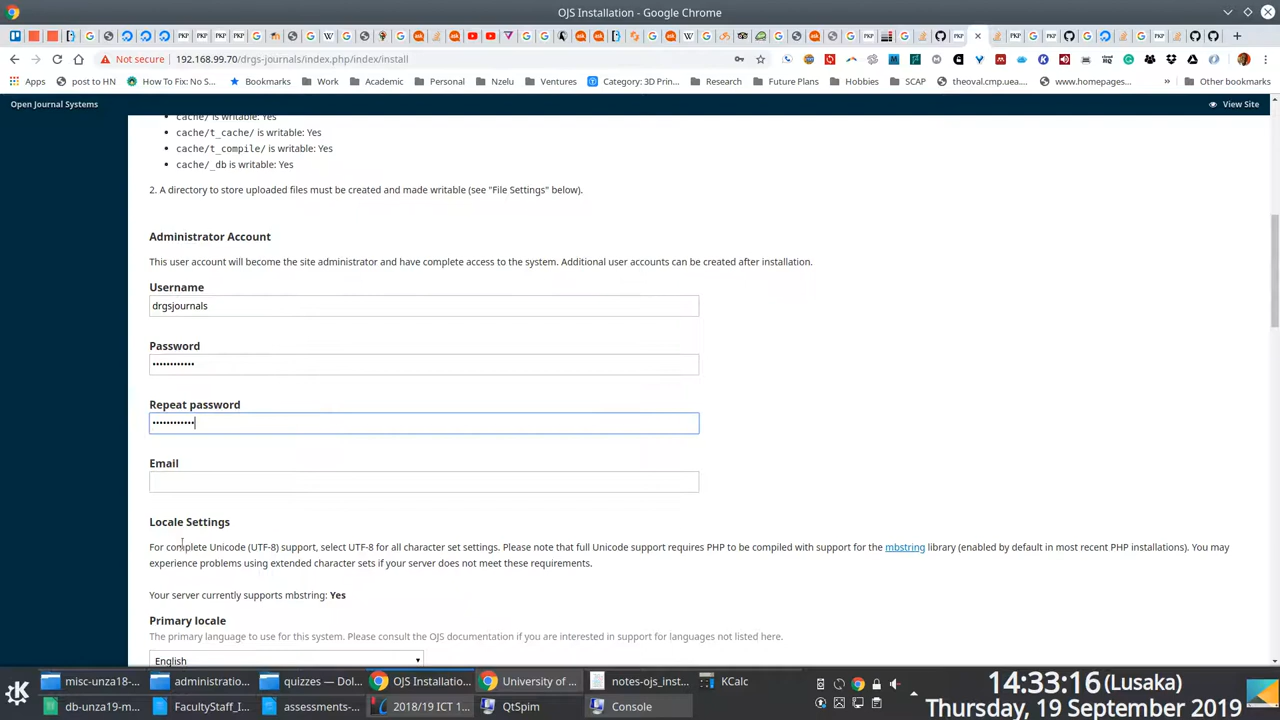 OJS Installation - Google Chrome
Not secure 192.168.99.70/drgs-journal/index.php/index/install
Apps post to HN How To Fix: No S... Bookmarks Work Academic Personal Nzelu Ventures Category: 3D Prin... Research Future Plans Hobbies SCAP theoval.cmp.uea.... www.homepages... » Other bookmarks
Open Journal Systems View Site
cache/ is writable: Yes
cache/t_cache/ is writable: Yes
cache/t_compile/ is writable: Yes
cache/_db is writable: Yes
2. A directory to store uploaded files must be created and made writable (see "File Settings" below).
Administrator Account
This user account will become the site administrator and have complete access to the system. Additional user accounts can be created after installation.
Username
drgsjournals
Password
•••••••••••
Repeat password
•••••••••••
Email
Locale Settings
For complete Unicode (UTF-8) support, select UTF-8 for all character set settings. Please note that full Unicode support requires PHP to be compiled with support for the mbstring library (enabled by default in most recent PHP installations). You may
experience problems using extended character sets if your server does not meet these requirements.
Your server currently supports mbstring: Yes
Primary locale
The primary language to use for this system. Please consult the OJS documentation if you are interested in support for languages not listed here.
English
misc-unza18-... administratio... quizzes — Dol... OJS Installatio... University of ... notes-ojs_inst... KCalc
db-unza19-m... FacultyStaff_I... assessments-... 2018/19 ICT 1... QtSpim Console
14:33:16 (Lusaka)
Thursday, 19 September 2019